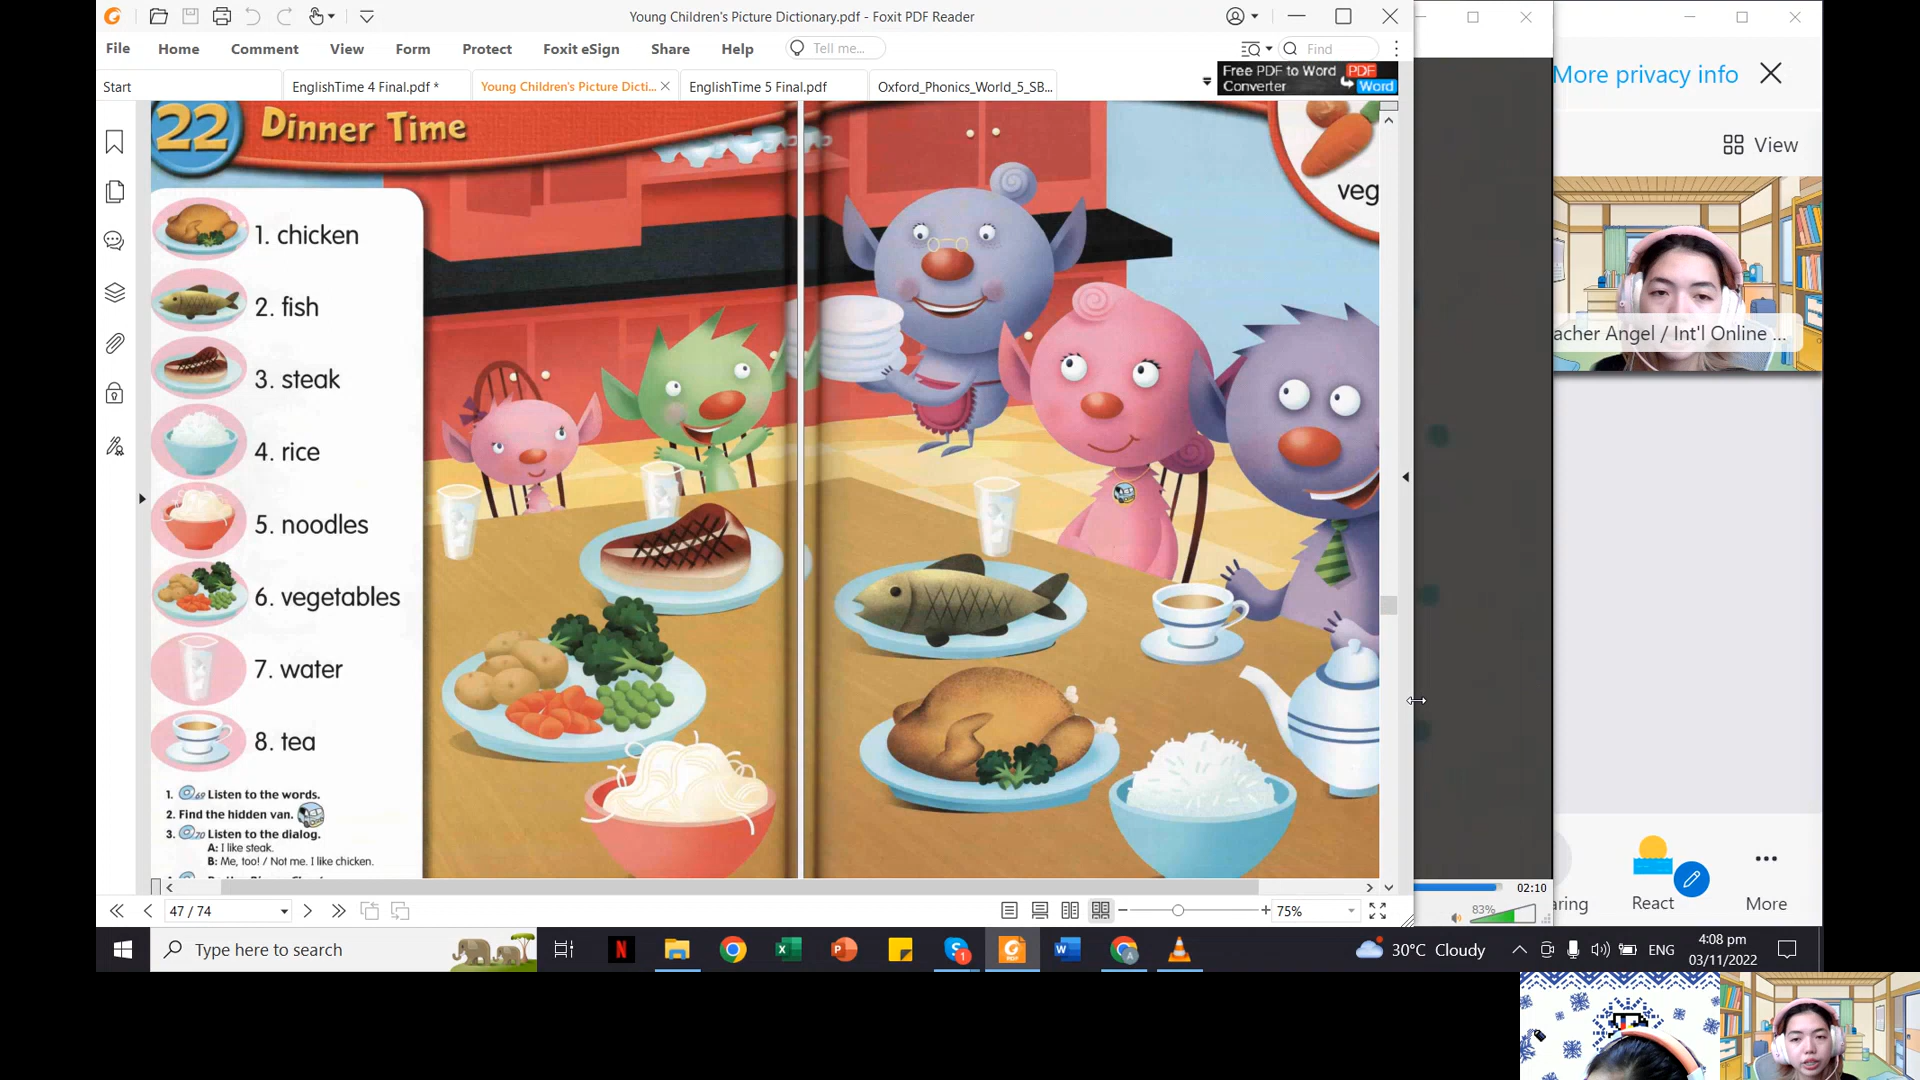 Young Children's Picture Dictionary.pdf - Foxit PDF Reader
File Home Comment View Form Protect Foxit eSign Share Help Tell me... Find
Start EnglishTime 4 Final.pdf * Young Children's Picture Dicti... EnglishTime 5 Final.pdf Oxford_Phonics_World_5_SB...
Free PDF to Word
Converter
PDF
Word
More privacy info
View
22 Dinner Time
veg
1. chicken
2. fish
3. steak
4. rice
5. noodles
6. vegetables
7. water
8. tea
1. 69 Listen to the words.
2. Find the hidden van.
3. 70 Listen to the dialog.
A: I like steak.
B: Me, too! / Not me. I like chicken.
acher Angel / Int'l Online ...
02:10
83%
aring
React
More
47 / 74
75%
Type here to search
30°C Cloudy
ENG
4:08 pm
03/11/2022